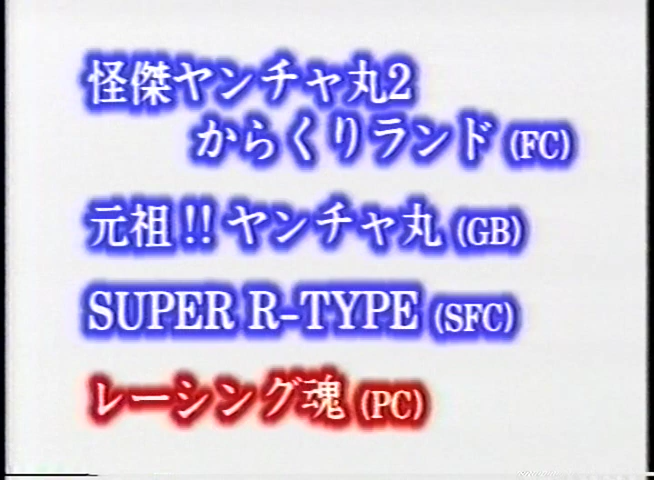 怪傑ヤンチャ丸2
からくりランド (FC)
元祖!! ヤンチャ丸 (GB)
SUPER R-TYPE (SFC)
レーシング魂 (PC)